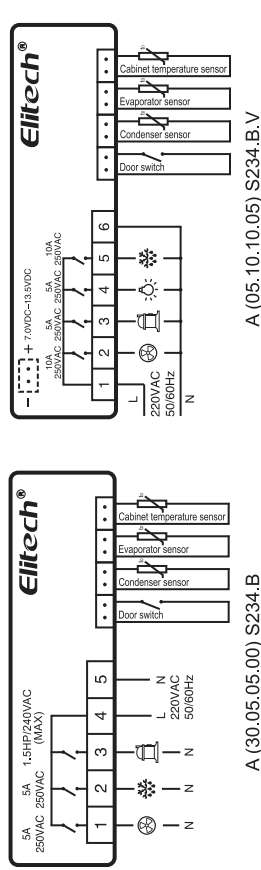 Elitech®
− + 7.0VDC–13.5VDC
10A 250VAC
5A 250VAC
5A 250VAC
10A 250VAC
1 2 3 4 5 6
L
220VAC
50/60Hz
N
Cabinet temperature sensor
Evaporator sensor
Condenser sensor
Door switch
A (05.10.10.05) S234.B.V
Elitech®
5A 250VAC
5A 250VAC
1.5HP/240VAC
(MAX)
1 2 3 4 5
N N N L N
220VAC
50/60Hz
Cabinet temperature sensor
Evaporator sensor
Condenser sensor
Door switch
A (30.05.05.00) S234.B